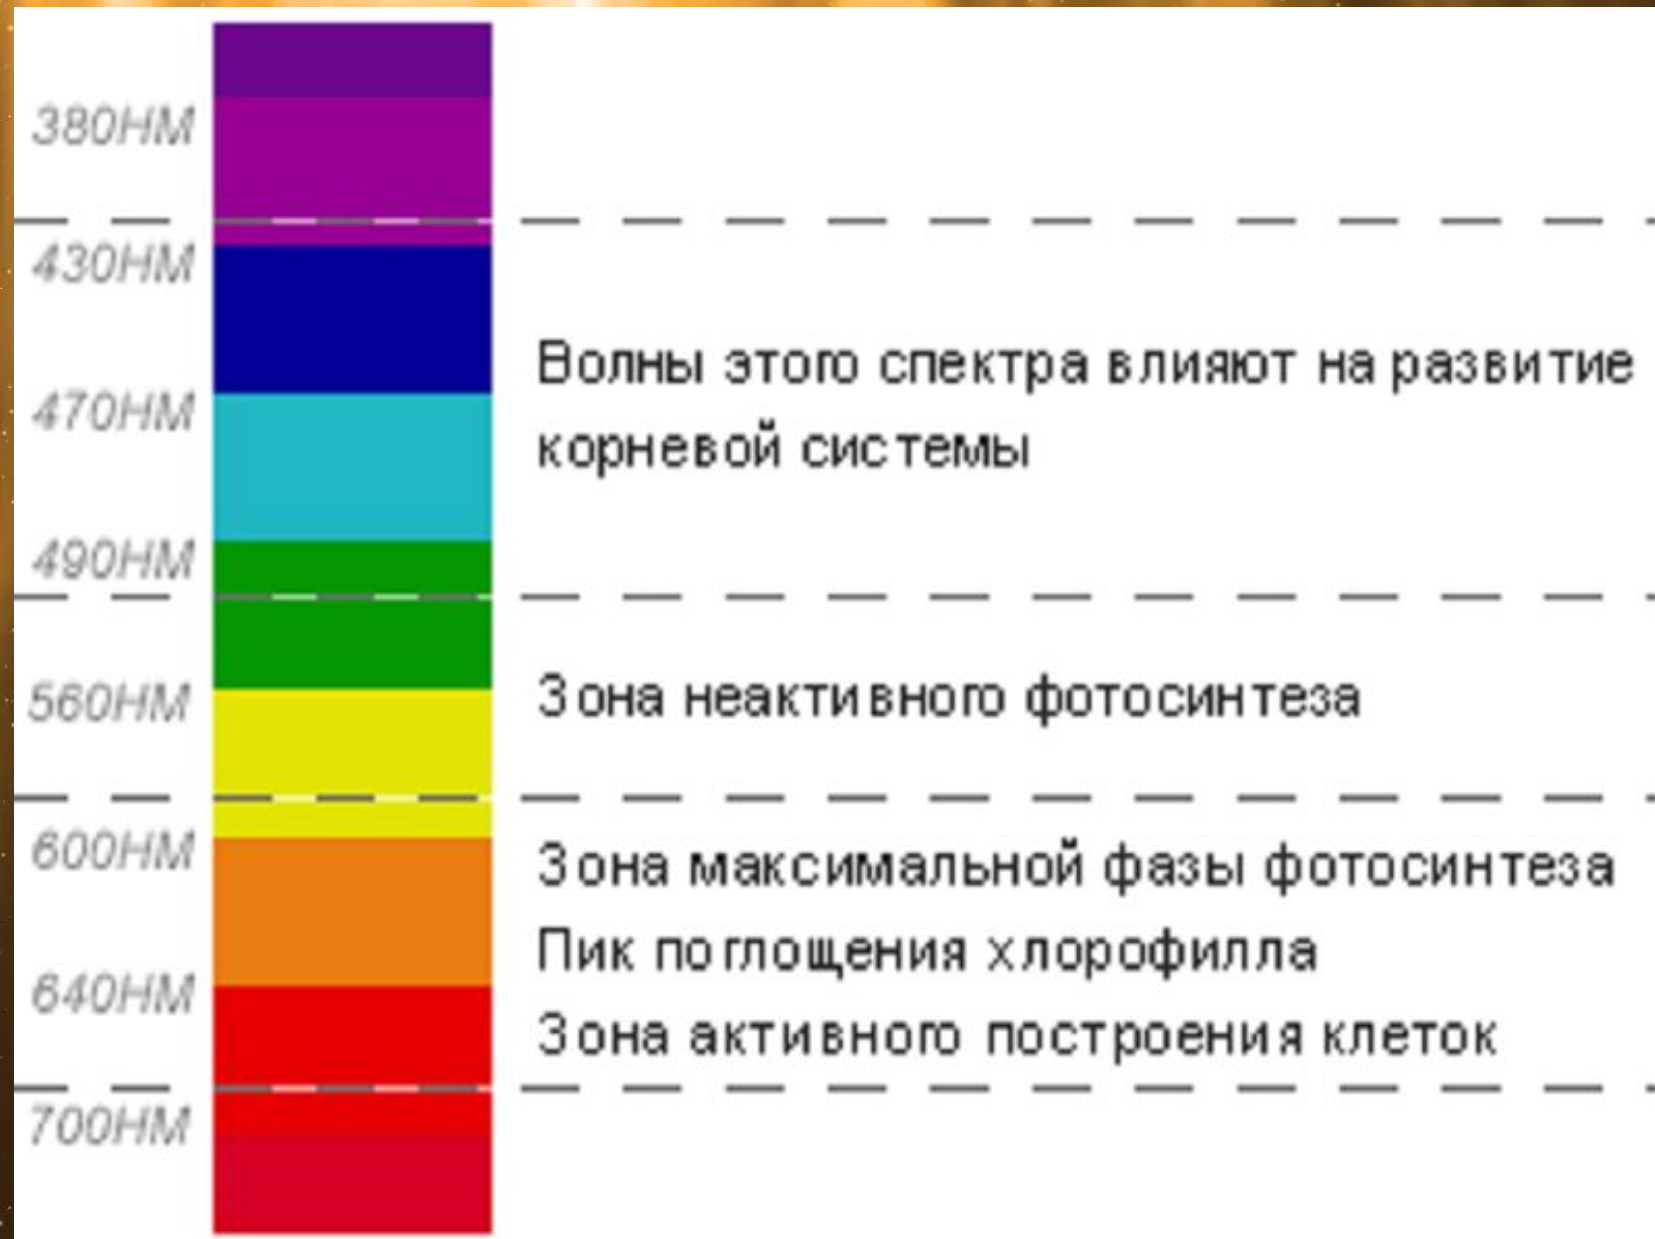 380НМ
430НМ
Волны этого спектра влияют на развитие
470НМ
корневой системы
490НМ
560НМ
Зона неактивного фотосинтеза
600НМ
Зона максимальной фазы фотосинтеза
Пик поглощения хлорофилла
640НМ
Зона активного построения клеток
700НМ